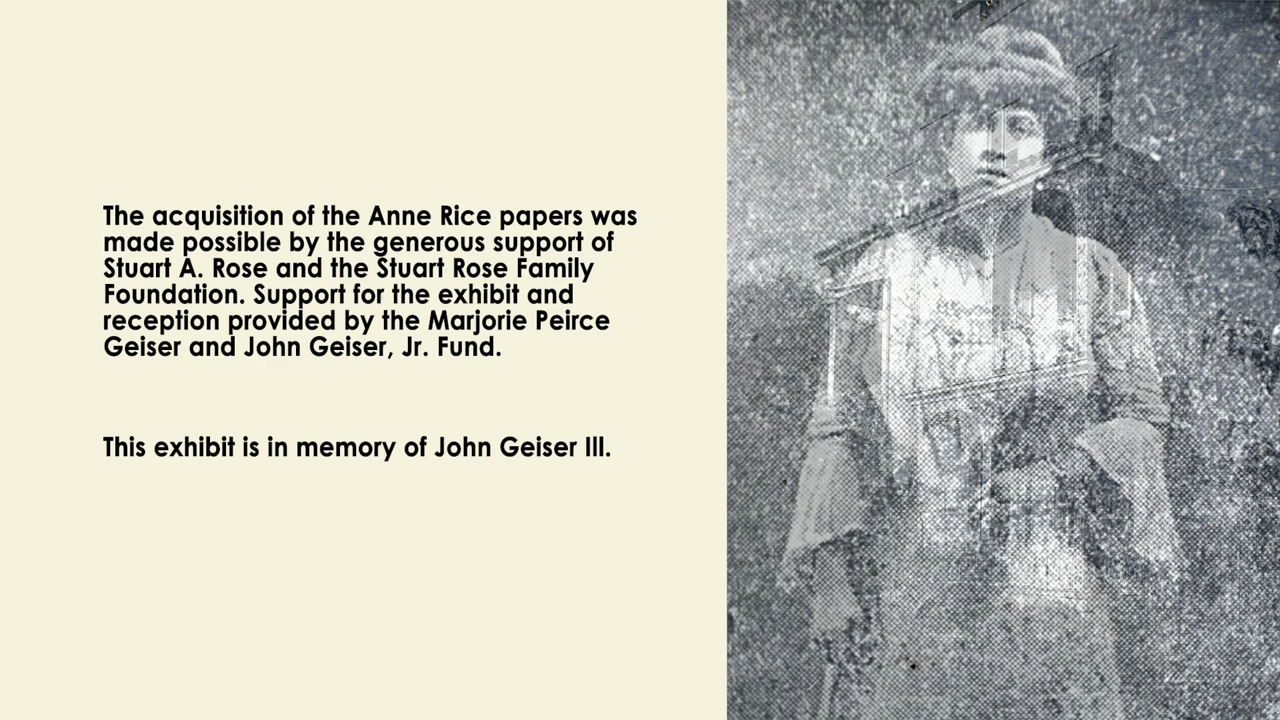 The acquisition of the Anne Rice papers was
made possible by the generous support of
Stuart A. Rose and the Stuart Rose Family
Foundation. Support for the exhibit and
reception provided by the Marjorie Peirce
Geiser and John Geiser, Jr. Fund.
This exhibit is in memory of John Geiser III.